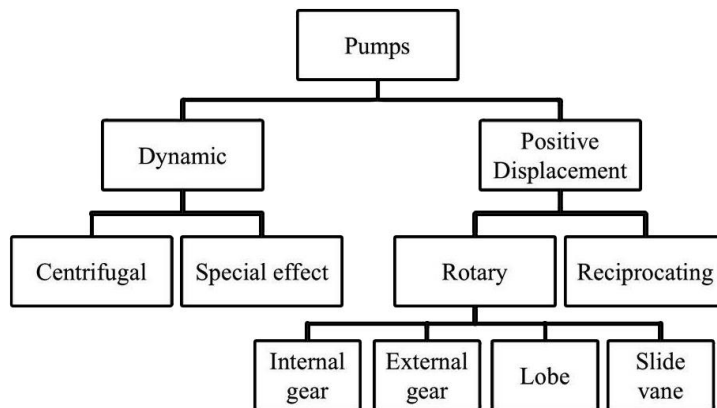 Pumps
Dynamic
Positive
Displacement
Centrifugal
Special effect
Rotary
Reciprocating
Internal
gear
External
gear
Lobe
Slide
vane